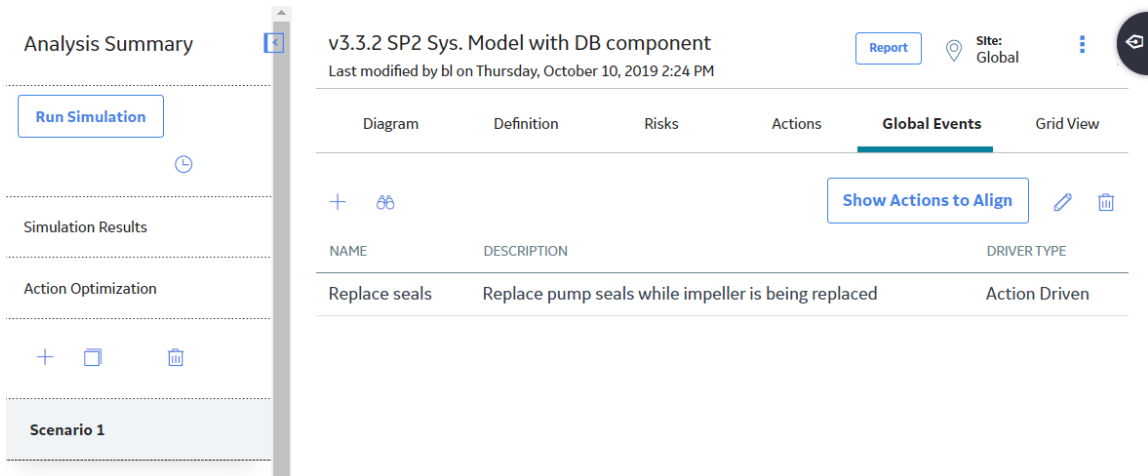 Analysis Summary
Run Simulation
Simulation Results
Action Optimization
Scenario 1
v3.3.2 SP2 Sys. Model with DB component
Last modified by bl on Thursday, October 10, 2019 2:24 PM
Report
Site:
Global
Diagram Definition Risks Actions Global Events Grid View
Show Actions to Align
NAME DESCRIPTION DRIVER TYPE
Replace seals Replace pump seals while impeller is being replaced Action Driven